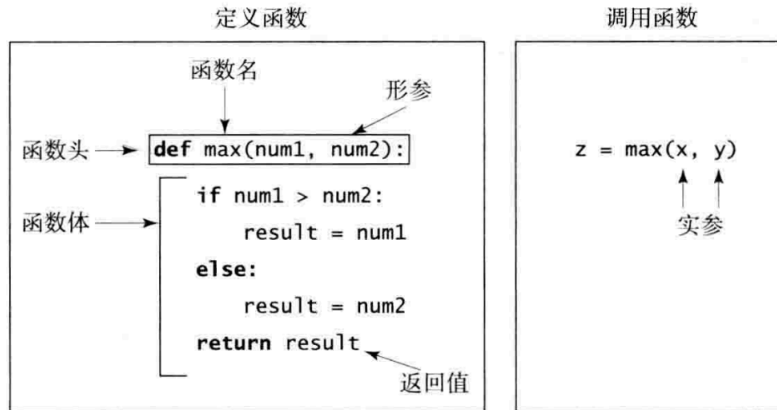 定义函数
调用函数
函数名
形参
函数头
def max(num1, num2):
z = max(x, y)
函数体
if num1 > num2:
实参
result = num1
else:
result = num2
return result
返回值